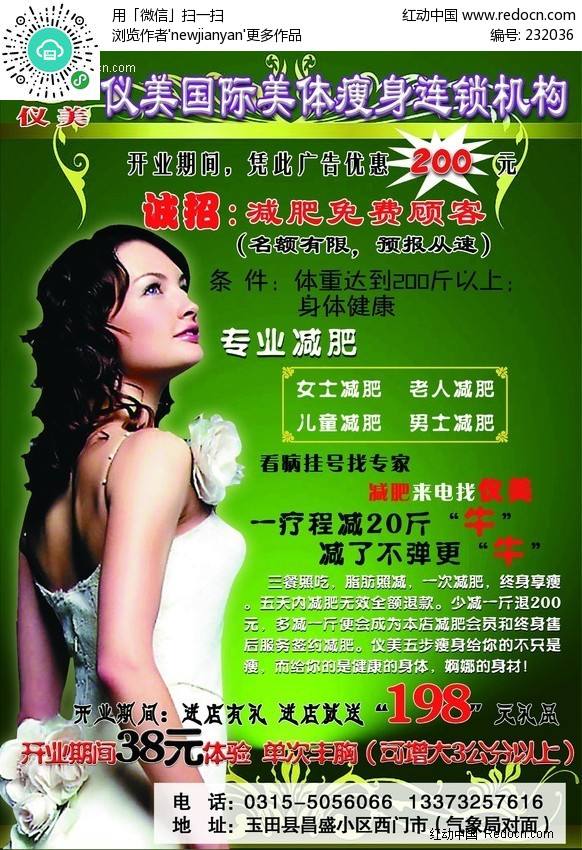 用「微信」扫一扫
红动中国 www.redocn.com
浏览作者'newjianyan'更多作品
编号: 232036
仪美
仪美国际美体瘦身连锁机构
开业期间，凭此广告优惠 200 元
诚招：减肥免费顾客
（名额有限，预报从速）
条 件：体重达到200斤以上；
身体健康
专业减肥
女士减肥 老人减肥
儿童减肥 男士减肥
看病挂号找专家
减肥来电找仪美
一疗程减20斤“牛”
减了不弹更“牛”
三餐照吃，脂肪照减，一次减肥，终身享瘦
。五天内减肥无效全额退款。少减一斤退200
元，多减一斤便会成为本店减肥会员和终身售
后服务签约减肥。仪美五步瘦身给你的不只是
瘦，而给你的是健康的身体，婀娜的身材！
开业期间：进店有礼 进店就送“198”元礼品
开业期间38元体验 单次丰胸（可增大3公分以上）
电 话：0315-5056066 13373257616
地 址：玉田县昌盛小区西门市（气象局对面）
红动中国 www.redocn.com